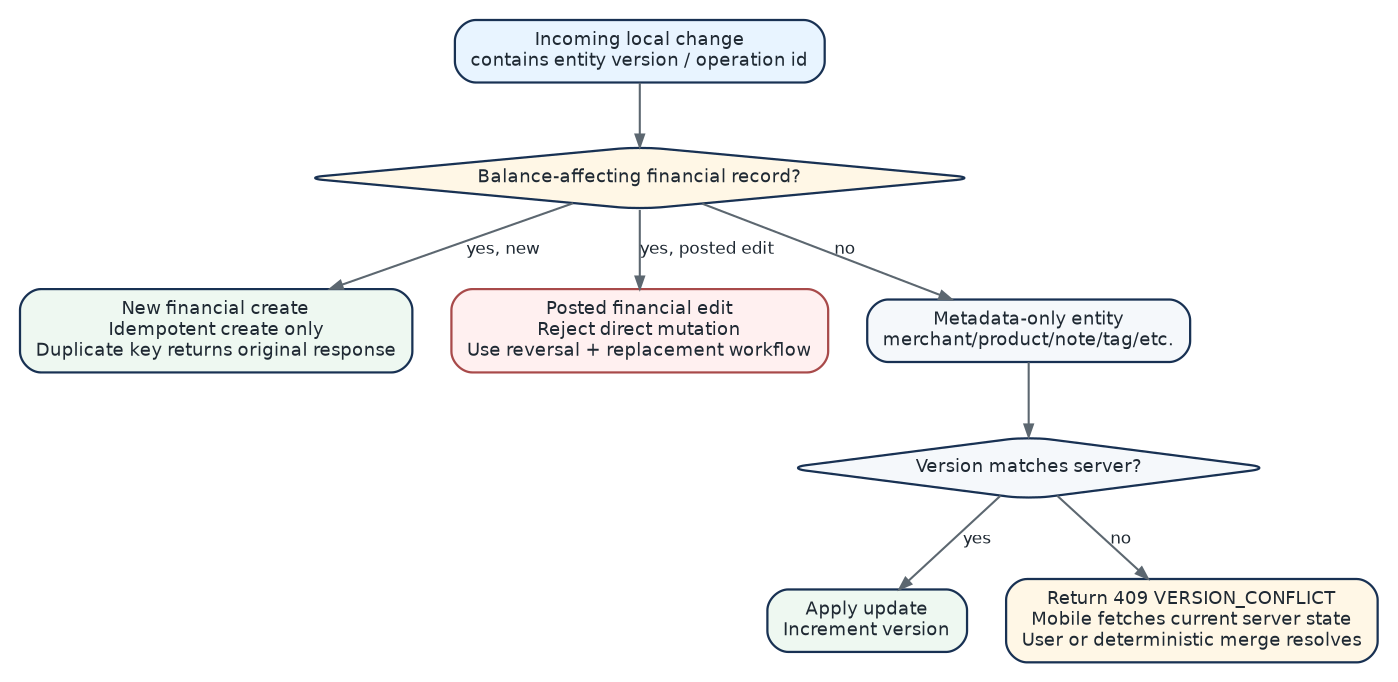 Incoming local change
contains entity version / operation id
Balance-affecting financial record?
yes, new
yes, posted edit
no
New financial create
Idempotent create only
Duplicate key returns original response
Posted financial edit
Reject direct mutation
Use reversal + replacement workflow
Metadata-only entity
merchant/product/note/tag/etc.
Version matches server?
yes
no
Apply update
Increment version
Return 409 VERSION_CONFLICT
Mobile fetches current server state
User or deterministic merge resolves